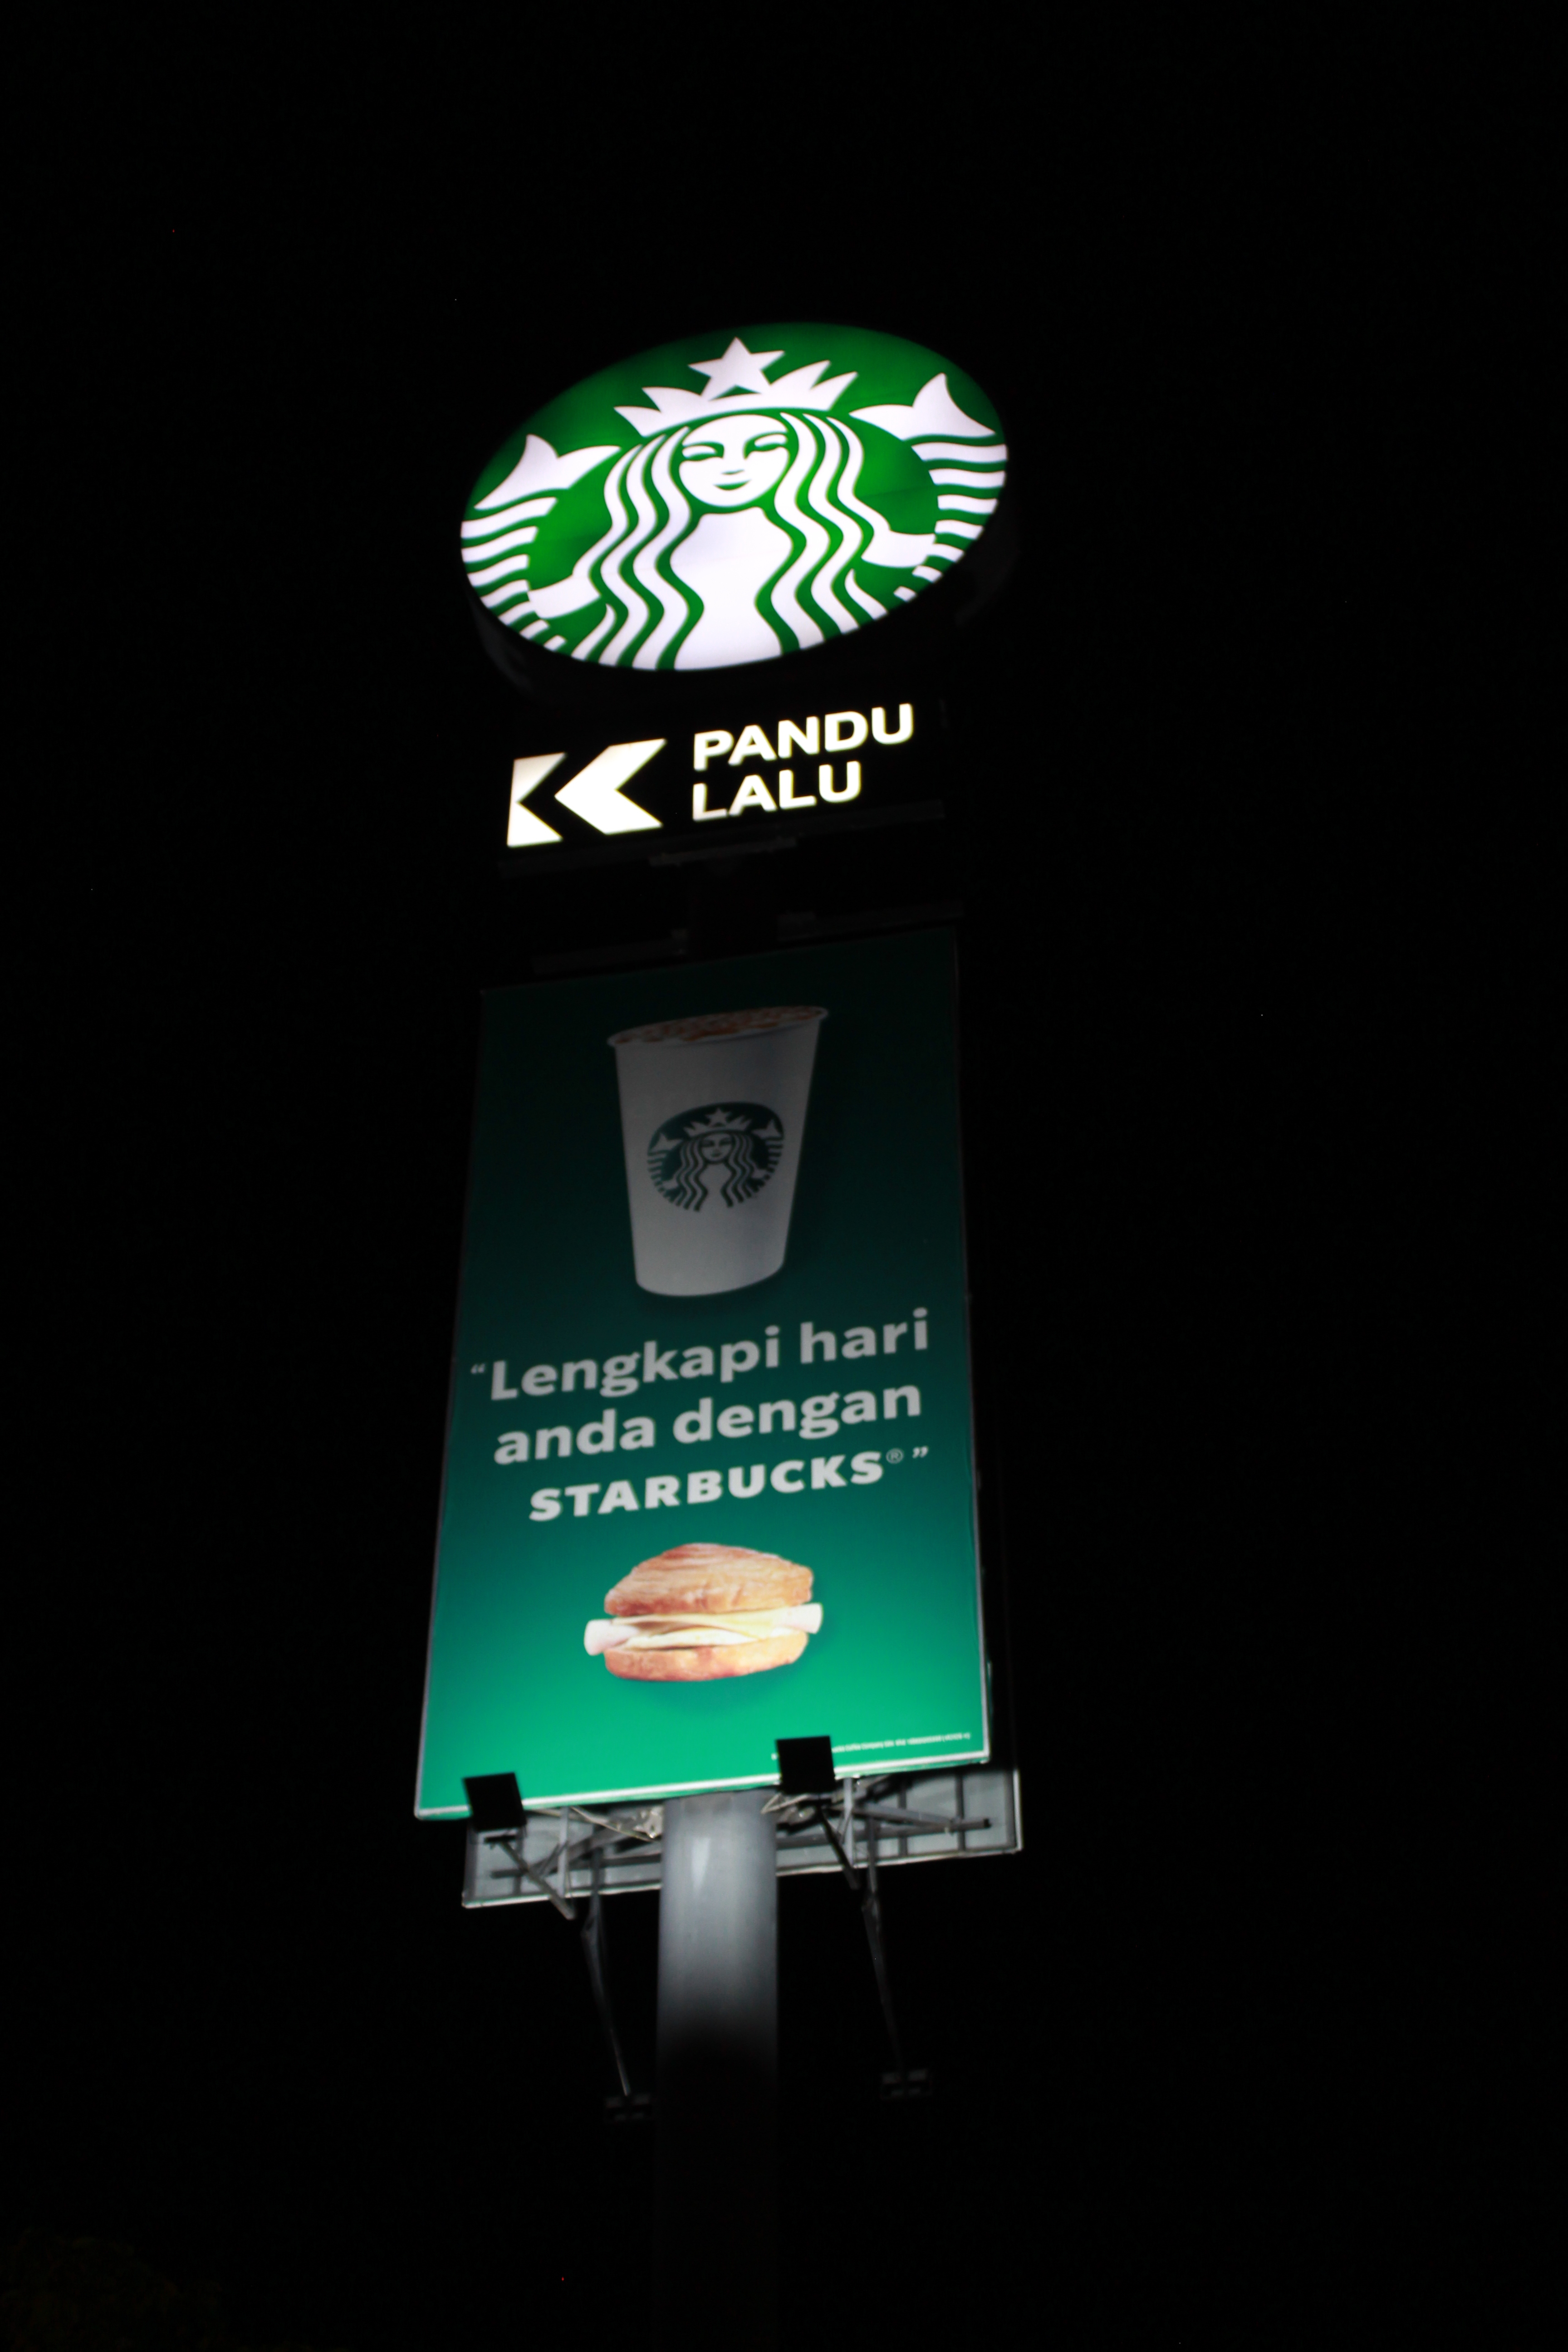 PANDU
LALU
“Lengkapi hari
anda dengan
STARBUCKS®”